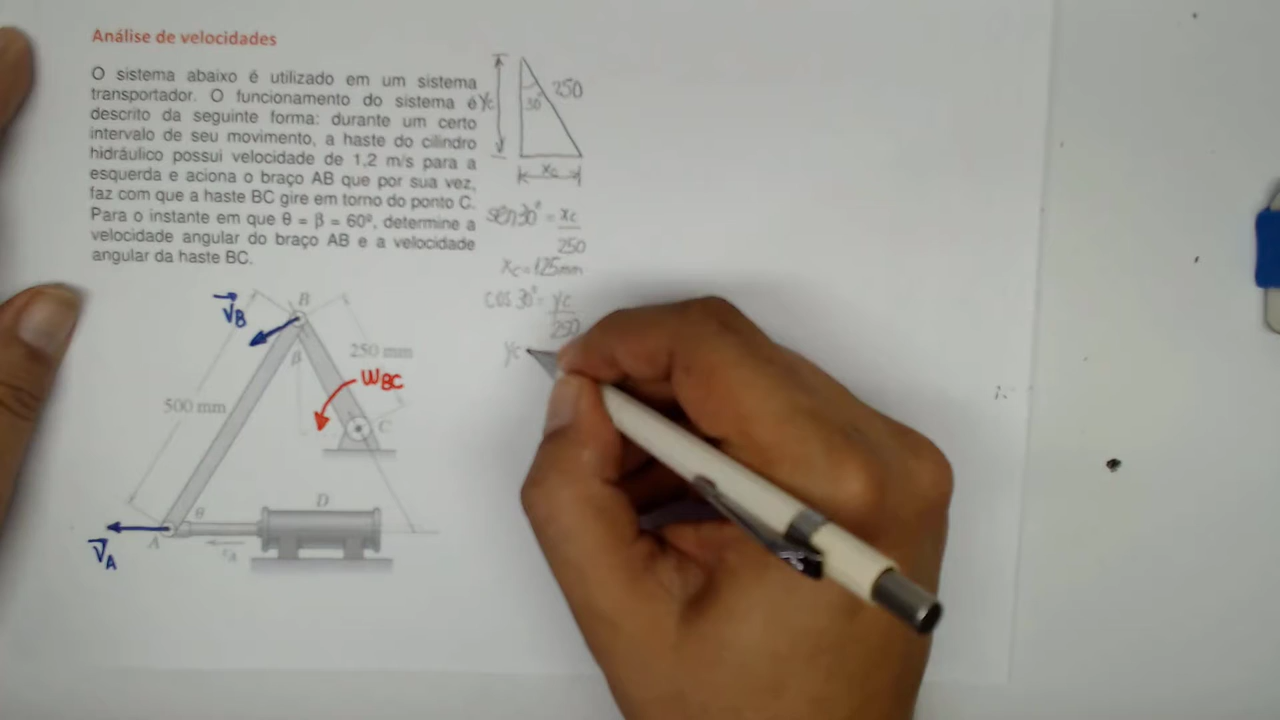 Análise de velocidades
O sistema abaixo é utilizado em um sistema
transportador. O funcionamento do sistema é
descrito da seguinte forma: durante um certo
intervalo de seu movimento, a haste do cilindro
hidráulico possui velocidade de 1,2 m/s para a
esquerda e aciona o braço AB que por sua vez,
faz com que a haste BC gire em torno do ponto C.
Para o instante em que θ = β = 60º, determine a
velocidade angular do braço AB e a velocidade
angular da haste BC.
Yc
30°
250
xc
sen30° = xc
250
xc = 125mm
cos 30° = yc
250
yc
B
V⃗B
β
250 mm
WBC
500 mm
C
θ
D
A
vA
V⃗A